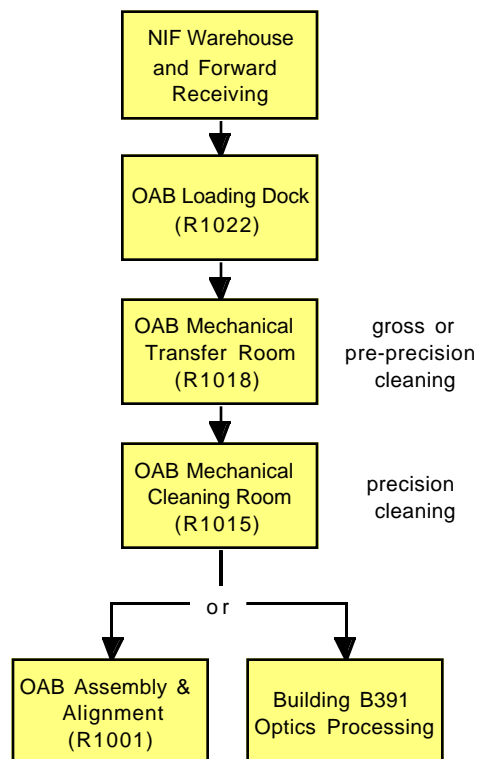 NIF Warehouse
and Forward
Receiving
OAB Loading Dock
(R1022)
OAB Mechanical
Transfer Room
(R1018)
gross or
pre-precision
cleaning
OAB Mechanical
Cleaning Room
(R1015)
precision
cleaning
or
OAB Assembly &
Alignment
(R1001)
Building B391
Optics Processing